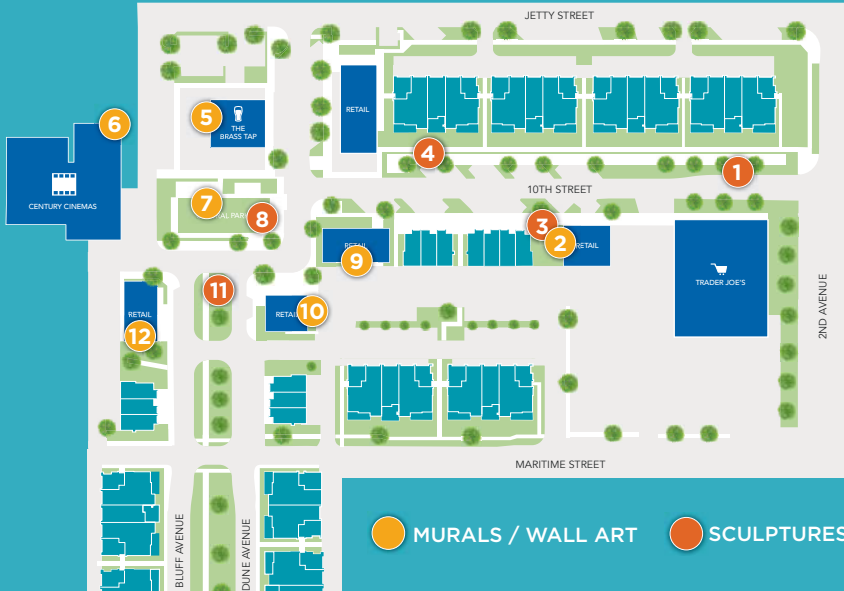 JETTY STREET
6
5
THE
BRASS TAP
RETAIL
4
1
CENTURY CINEMAS
7
8
10TH STREET
3
2
RETAIL
9
TRADER JOE'S
2ND AVENUE
11
RETAIL
12
10
MARITIME STREET
BLUFF AVENUE
DUNE AVENUE
MURALS / WALL ART
SCULPTURES